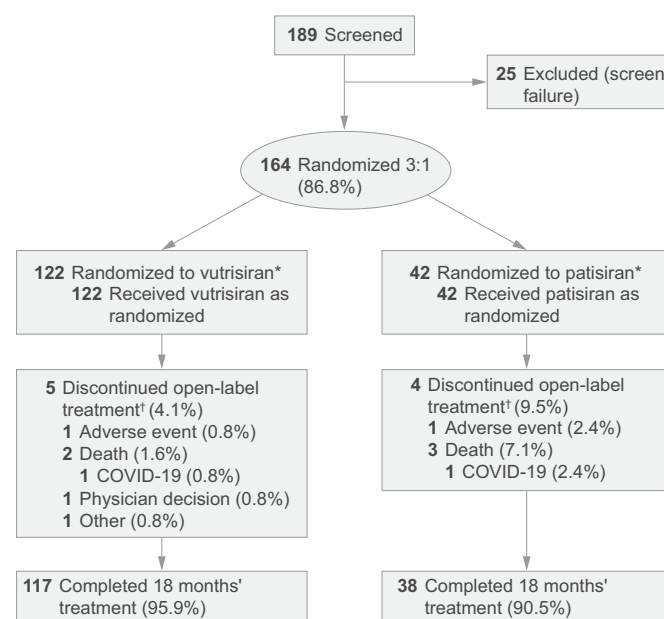 189 Screened
25 Excluded (screen
failure)
164 Randomized 3:1
(86.8%)
122 Randomized to vutrisiran*
122 Received vutrisiran as
randomized
42 Randomized to patisiran*
42 Received patisiran as
randomized
5 Discontinued open-label
treatment† (4.1%)
1 Adverse event (0.8%)
2 Death (1.6%)
1 COVID-19 (0.8%)
1 Physician decision (0.8%)
1 Other (0.8%)
4 Discontinued open-label
treatment† (9.5%)
1 Adverse event (2.4%)
3 Death (7.1%)
1 COVID-19 (2.4%)
117 Completed 18 months'
treatment (95.9%)
38 Completed 18 months'
treatment (90.5%)